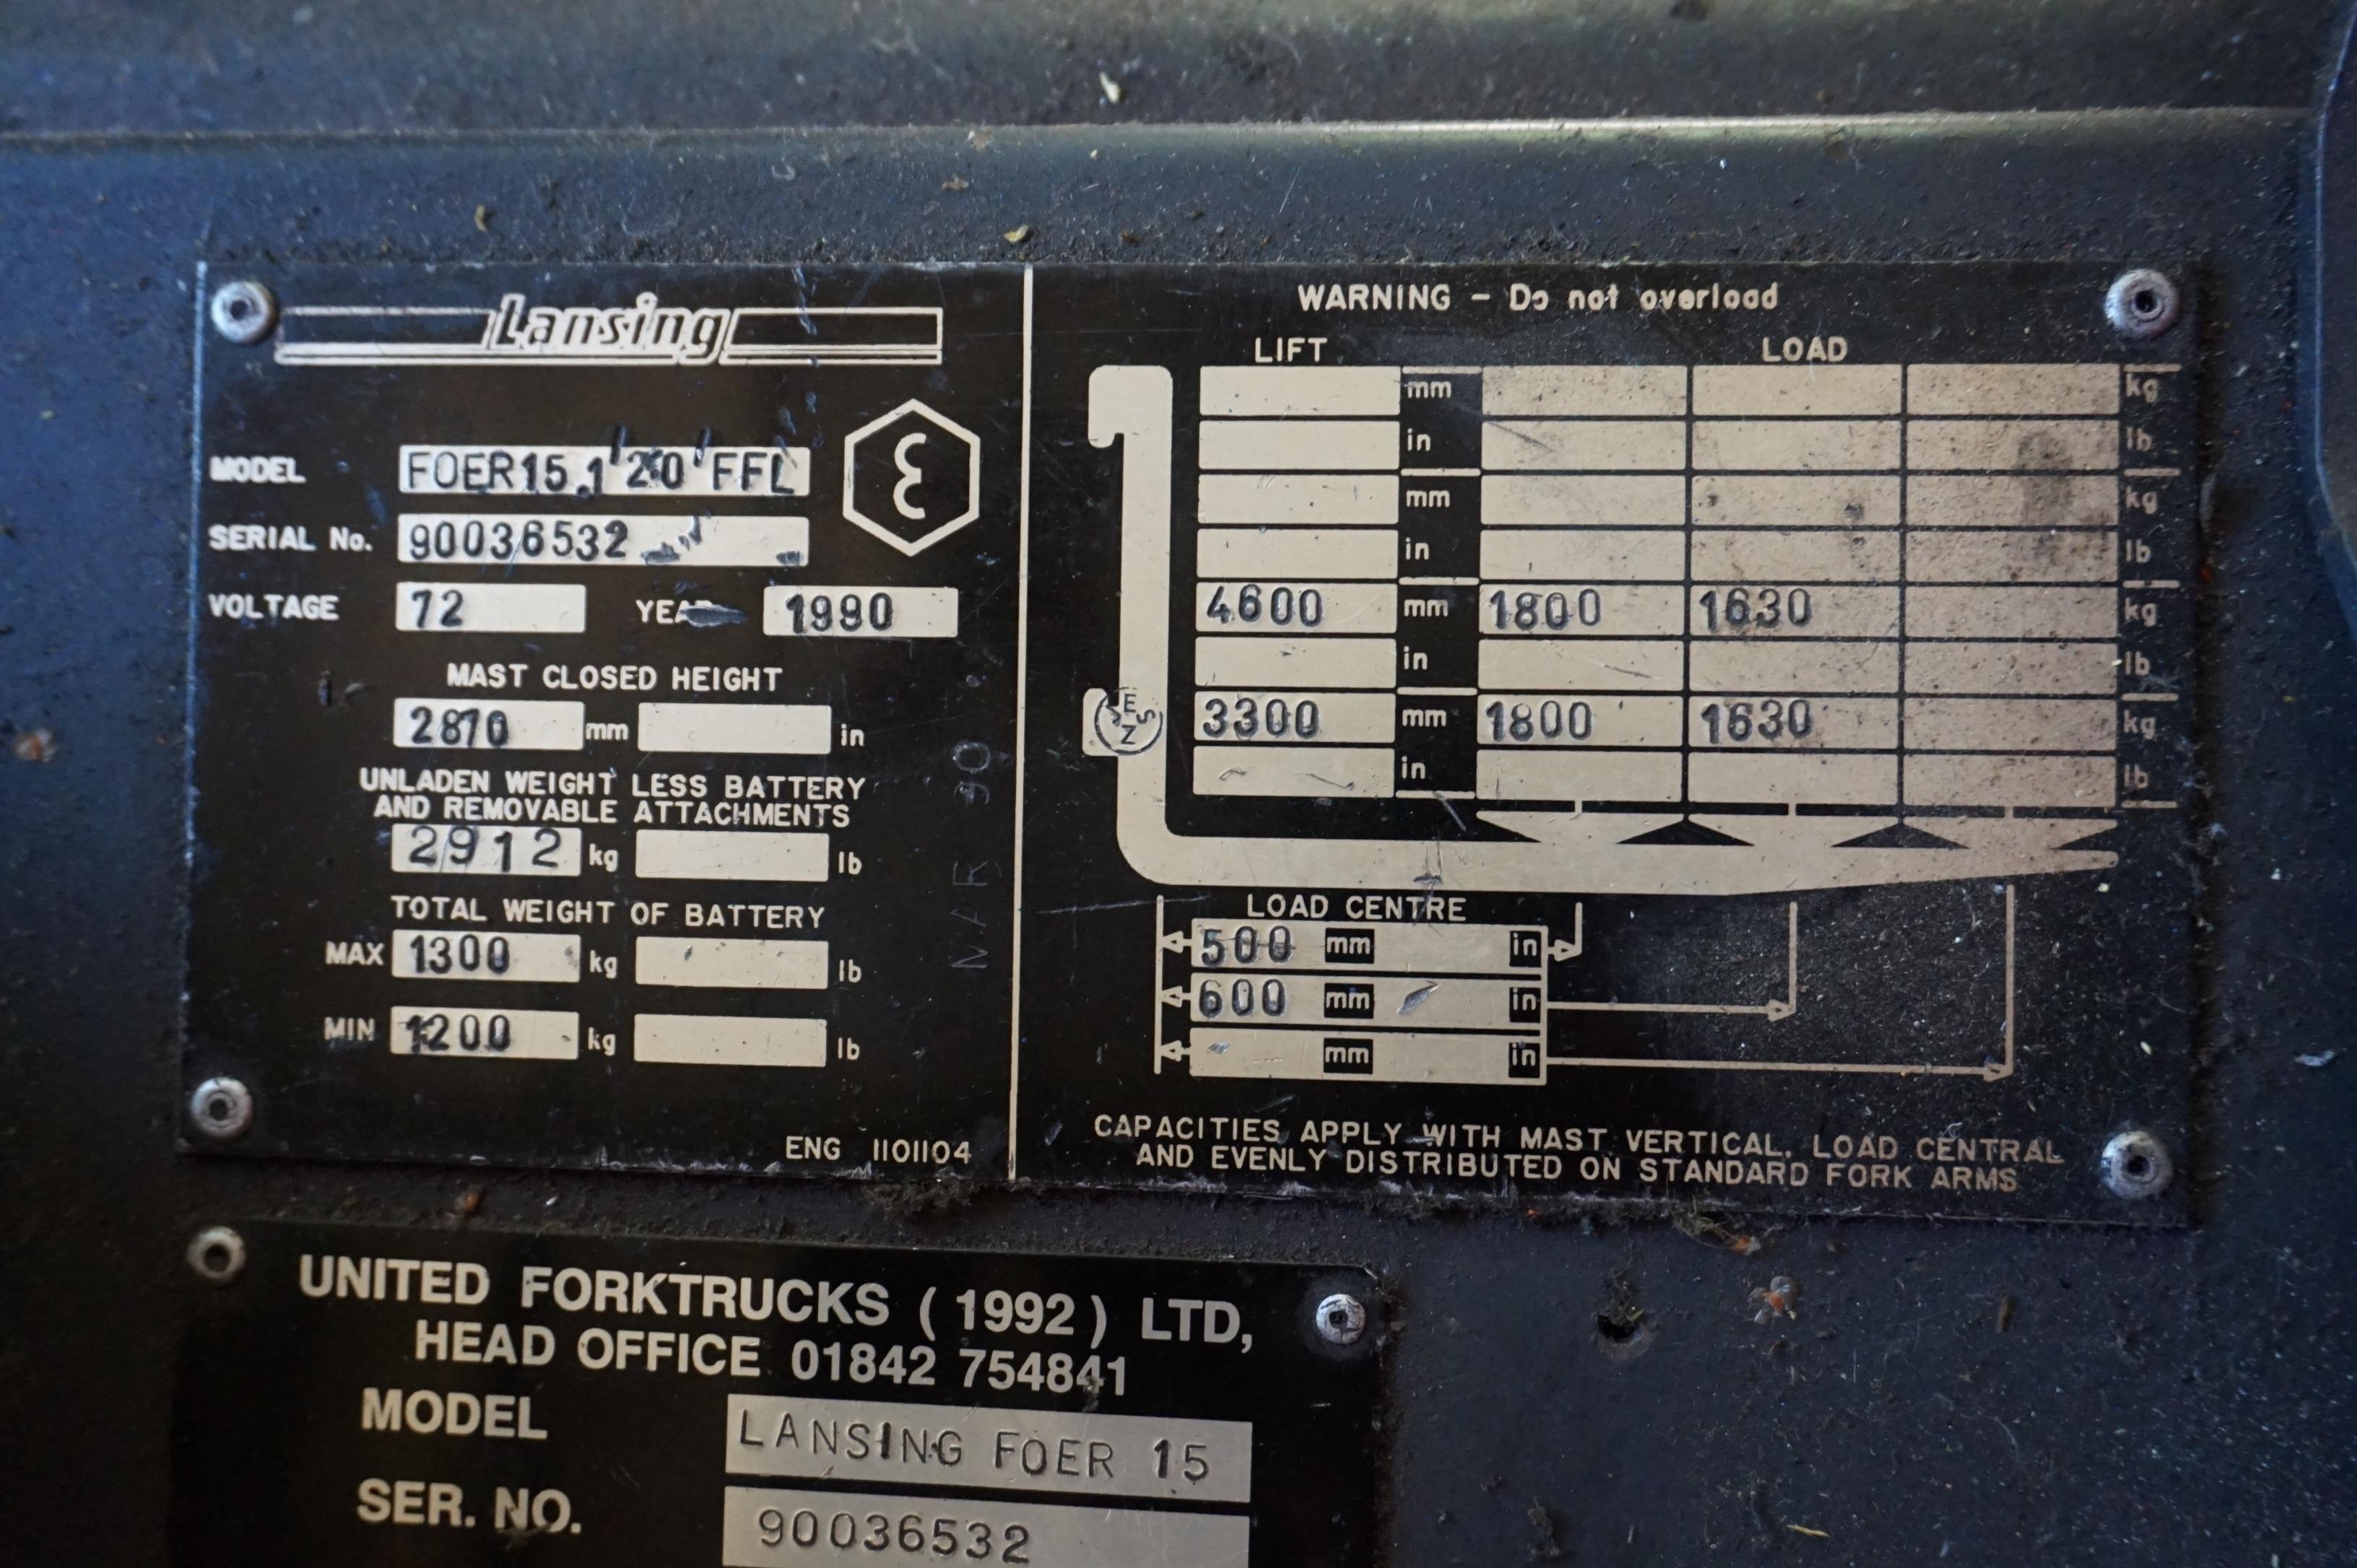 Lansing
MODEL FOER15.1'20'FFL
SERIAL No. 90036532
VOLTAGE 72 YEAR 1990
MAST CLOSED HEIGHT
2870 mm in
UNLADEN WEIGHT LESS BATTERY
AND REMOVABLE ATTACHMENTS
2912 kg lb
TOTAL WEIGHT OF BATTERY
MAX 1300 kg lb
MIN 1200 kg lb
ENG 1101104
MAR 90
WARNING - Do not overload
LIFT LOAD
mm kg
in lb
mm kg
in lb
4600 mm 1800 1630 kg
in lb
3300 mm 1800 1630 kg
in lb
LOAD CENTRE
500 mm in
600 mm in
mm in
CAPACITIES APPLY WITH MAST VERTICAL. LOAD CENTRAL
AND EVENLY DISTRIBUTED ON STANDARD FORK ARMS
UNITED FORKTRUCKS (1992) LTD,
HEAD OFFICE 01842 754841
MODEL LANSING FOER 15
SER. NO. 90036532